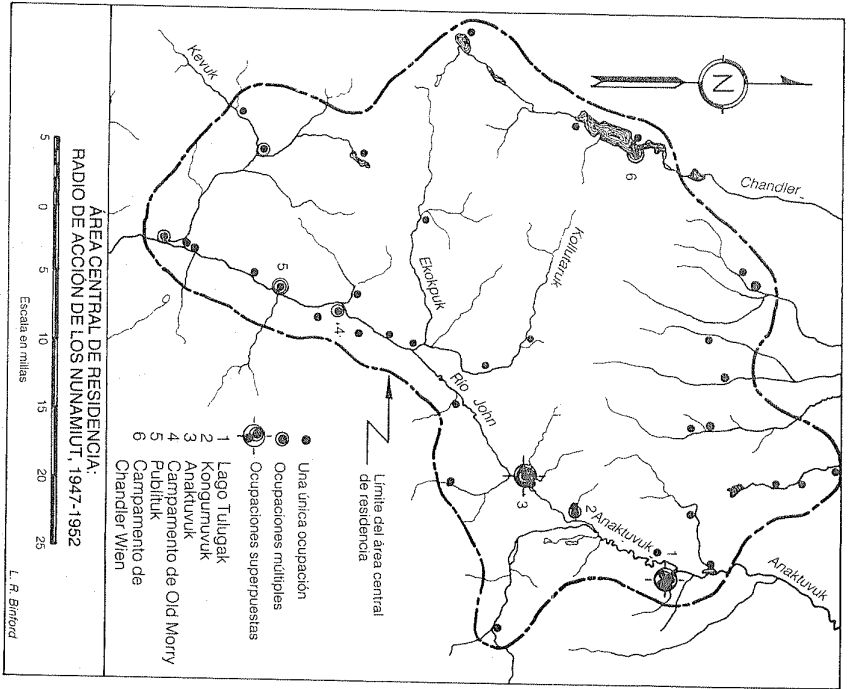 N
Kevuk
Chandler
6
Kollutaruk
Ekokpuk
5
4
Río John
3
2
Anaktuvuk
1
Anaktuvuk
Límite del área central
de residencia
Una única ocupación
Ocupaciones múltiples
Ocupaciones superpuestas
1 Lago Tulugak
2 Kongumuvuk
3 Anaktuvuk
4 Campamento de Old Morry
5 Publituk
6 Campamento de
Chandler Wien
ÁREA CENTRAL DE RESIDENCIA:
RADIO DE ACCIÓN DE LOS NUNAMIUT, 1947-1952
5 0 5 10 15 20 25
Escala en millas
L. R. Binford